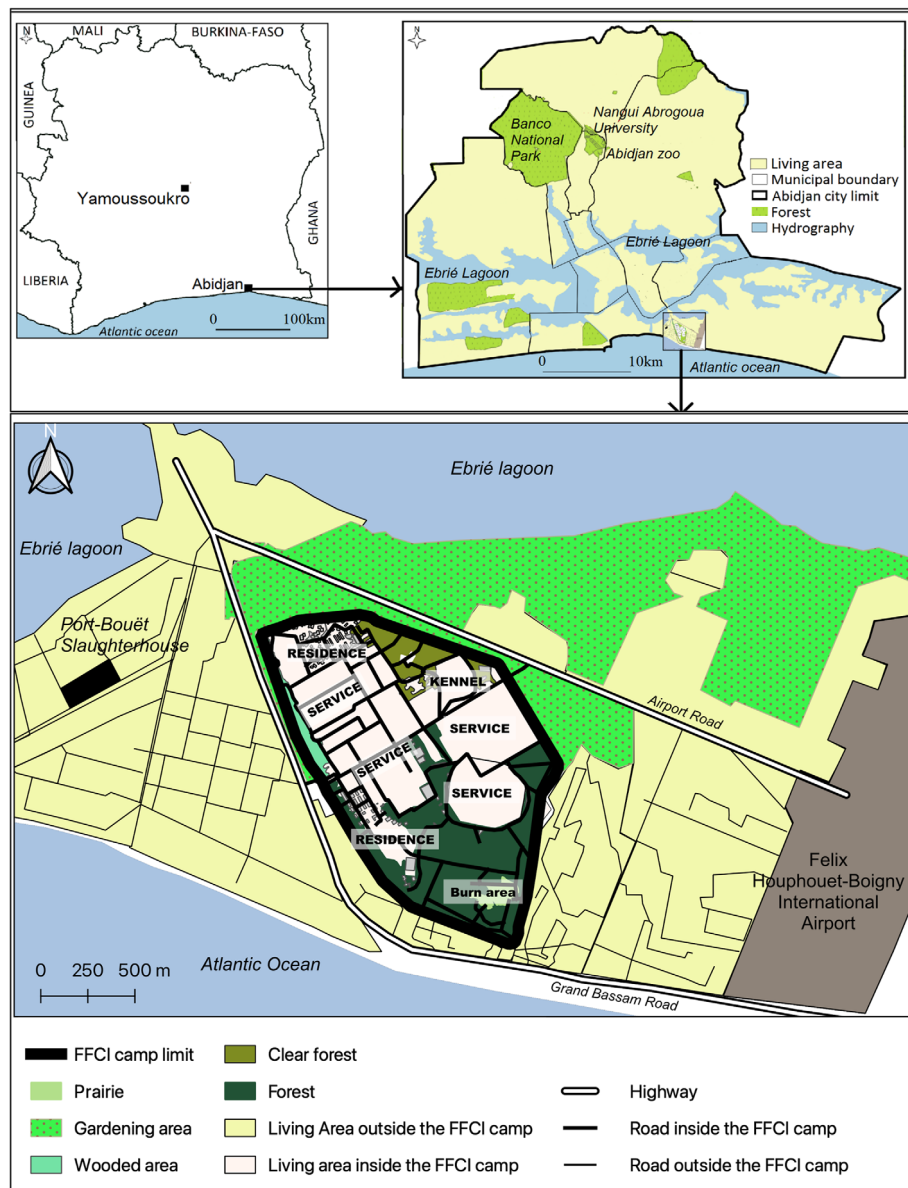 N
MALI
BURKINA-FASO
GUINEA
Yamoussoukro
GHANA
LIBERIA
Abidjan
0 100km
Atlantic ocean
N
Banco
National
Park
Nangui Abrogoua
University
Abidjan zoo
Living area
Municipal boundary
Abidjan city limit
Forest
Hydrography
Ebrié Lagoon
Ebrié Lagoon
0 10km
Atlantic ocean
N
Ebrié lagoon
Ebrié lagoon
Port-Bouët
Slaughterhouse
RESIDENCE
KENNEL
SERVICE
SERVICE
SERVICE
SERVICE
RESIDENCE
Burn area
Airport Road
Felix
Houphouet-Boigny
International
Airport
Atlantic Ocean
0 250 500 m
Grand Bassam Road
FFCI camp limit
Clear forest
Prairie
Forest
Highway
Gardening area
Living Area outside the FFCI camp
Road inside the FFCI camp
Wooded area
Living area inside the FFCI camp
Road outside the FFCI camp